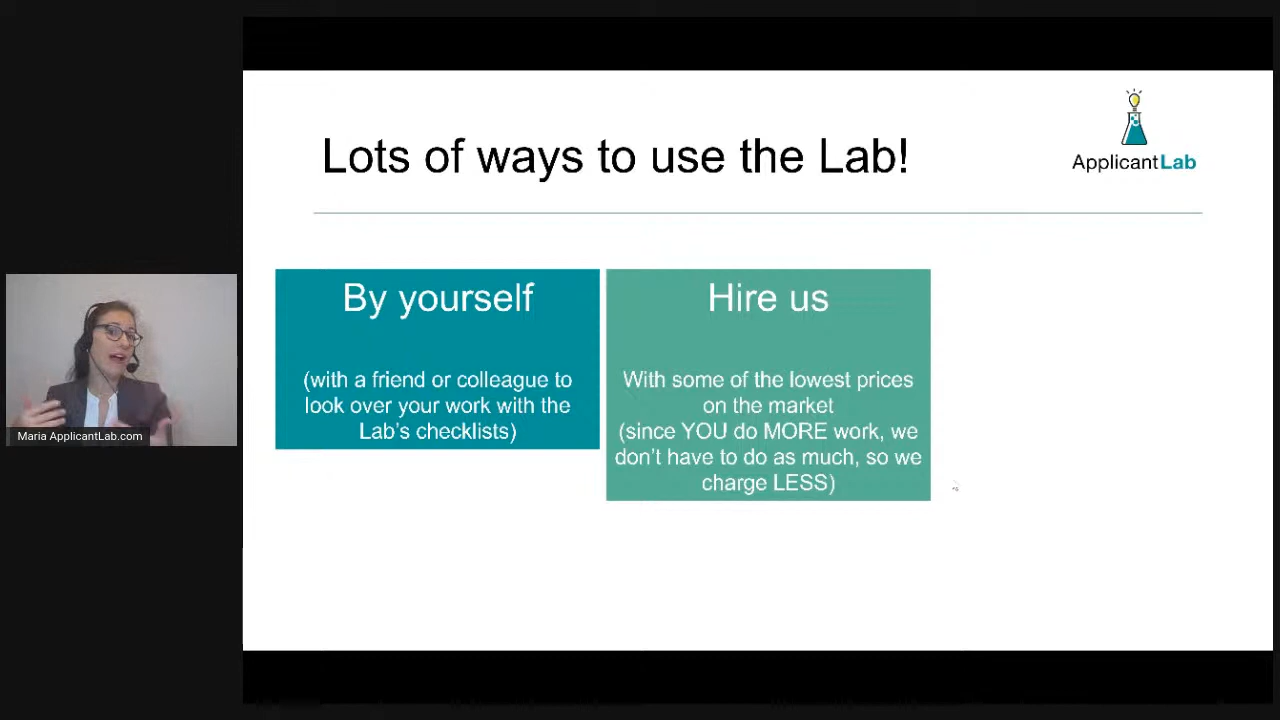 Lots of ways to use the Lab!
ApplicantLab
By yourself
(with a friend or colleague to
look over your work with the
Lab's checklists)
Hire us
With some of the lowest prices
on the market
(since YOU do MORE work, we
don't have to do as much, so we
charge LESS)
Maria ApplicantLab.com